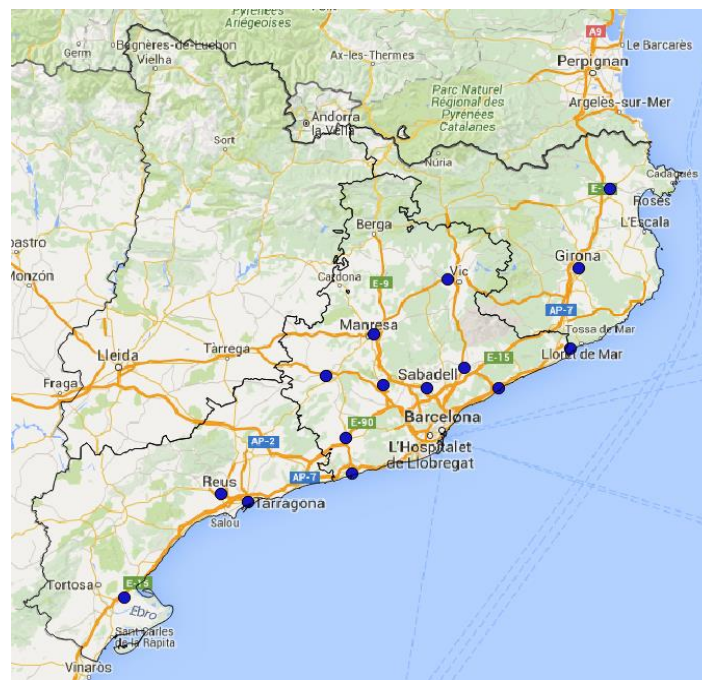 Pyrénées
Ariégeoises
A9
Le Barcarès
Germ
Bagnères-de-Luchon
Vielha
Ax-les-Thermes
Perpignan
Parc Naturel
Régional des
Pyrénées
Catalanes
Argelès-sur-Mer
Andorra
la Vella
Sort
Núria
Cadaqués
Roses
Berga
L'Escala
Girona
Vic
Monzón
Cardona
E-9
AP-7
Manresa
Tossa de Mar
Lleida
Tàrrega
E-15
Lloret de Mar
Sabadell
Fraga
Barcelona
E-90
AP-2
L'Hospitalet
de Llobregat
AP-7
Reus
Tarragona
Salou
Tortosa
E-15
Ebro
Sant Carles
de la Ràpita
Vinaròs